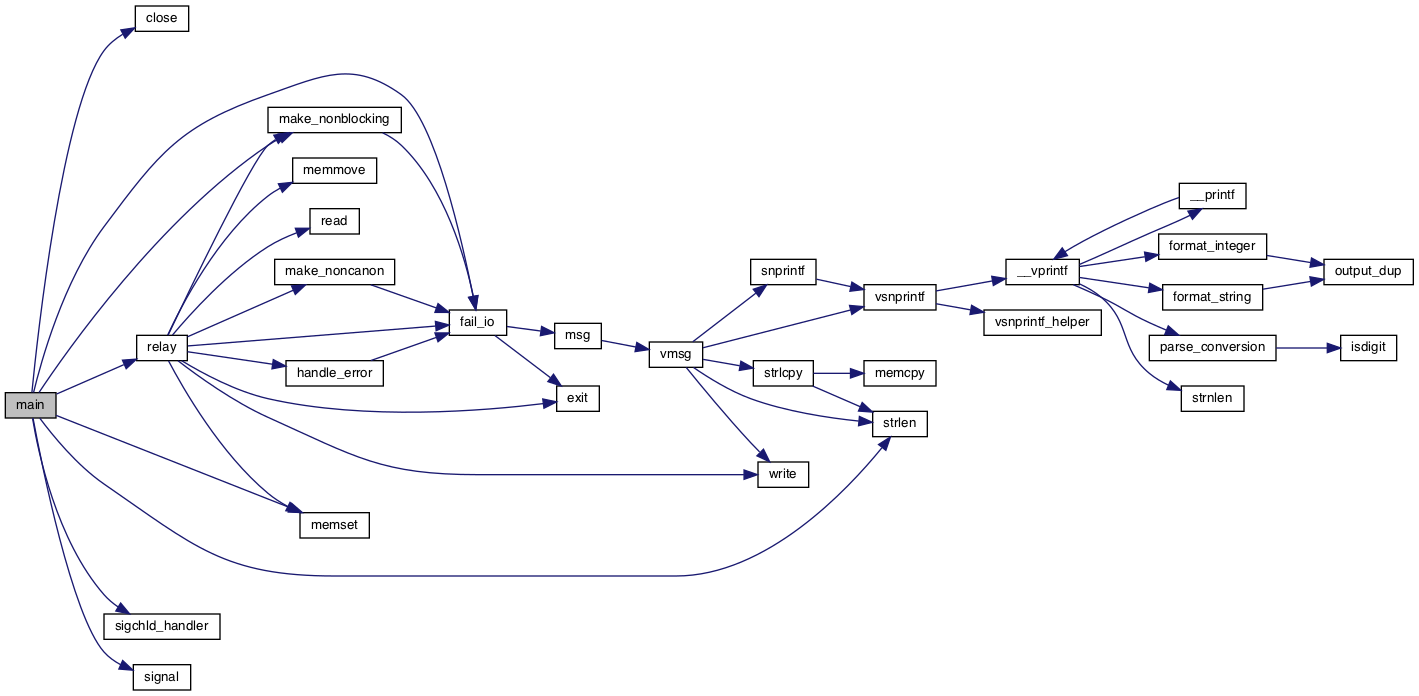 close
make_nonblocking
memmove
__printf
read
format_integer
make_noncanon
snprintf
__vprintf
output_dup
vsnprintf
format_string
fail_io
vsnprintf_helper
msg
relay
vmsg
parse_conversion
isdigit
handle_error
strlcpy
memcpy
main
exit
strnlen
strlen
write
memset
sigchld_handler
signal